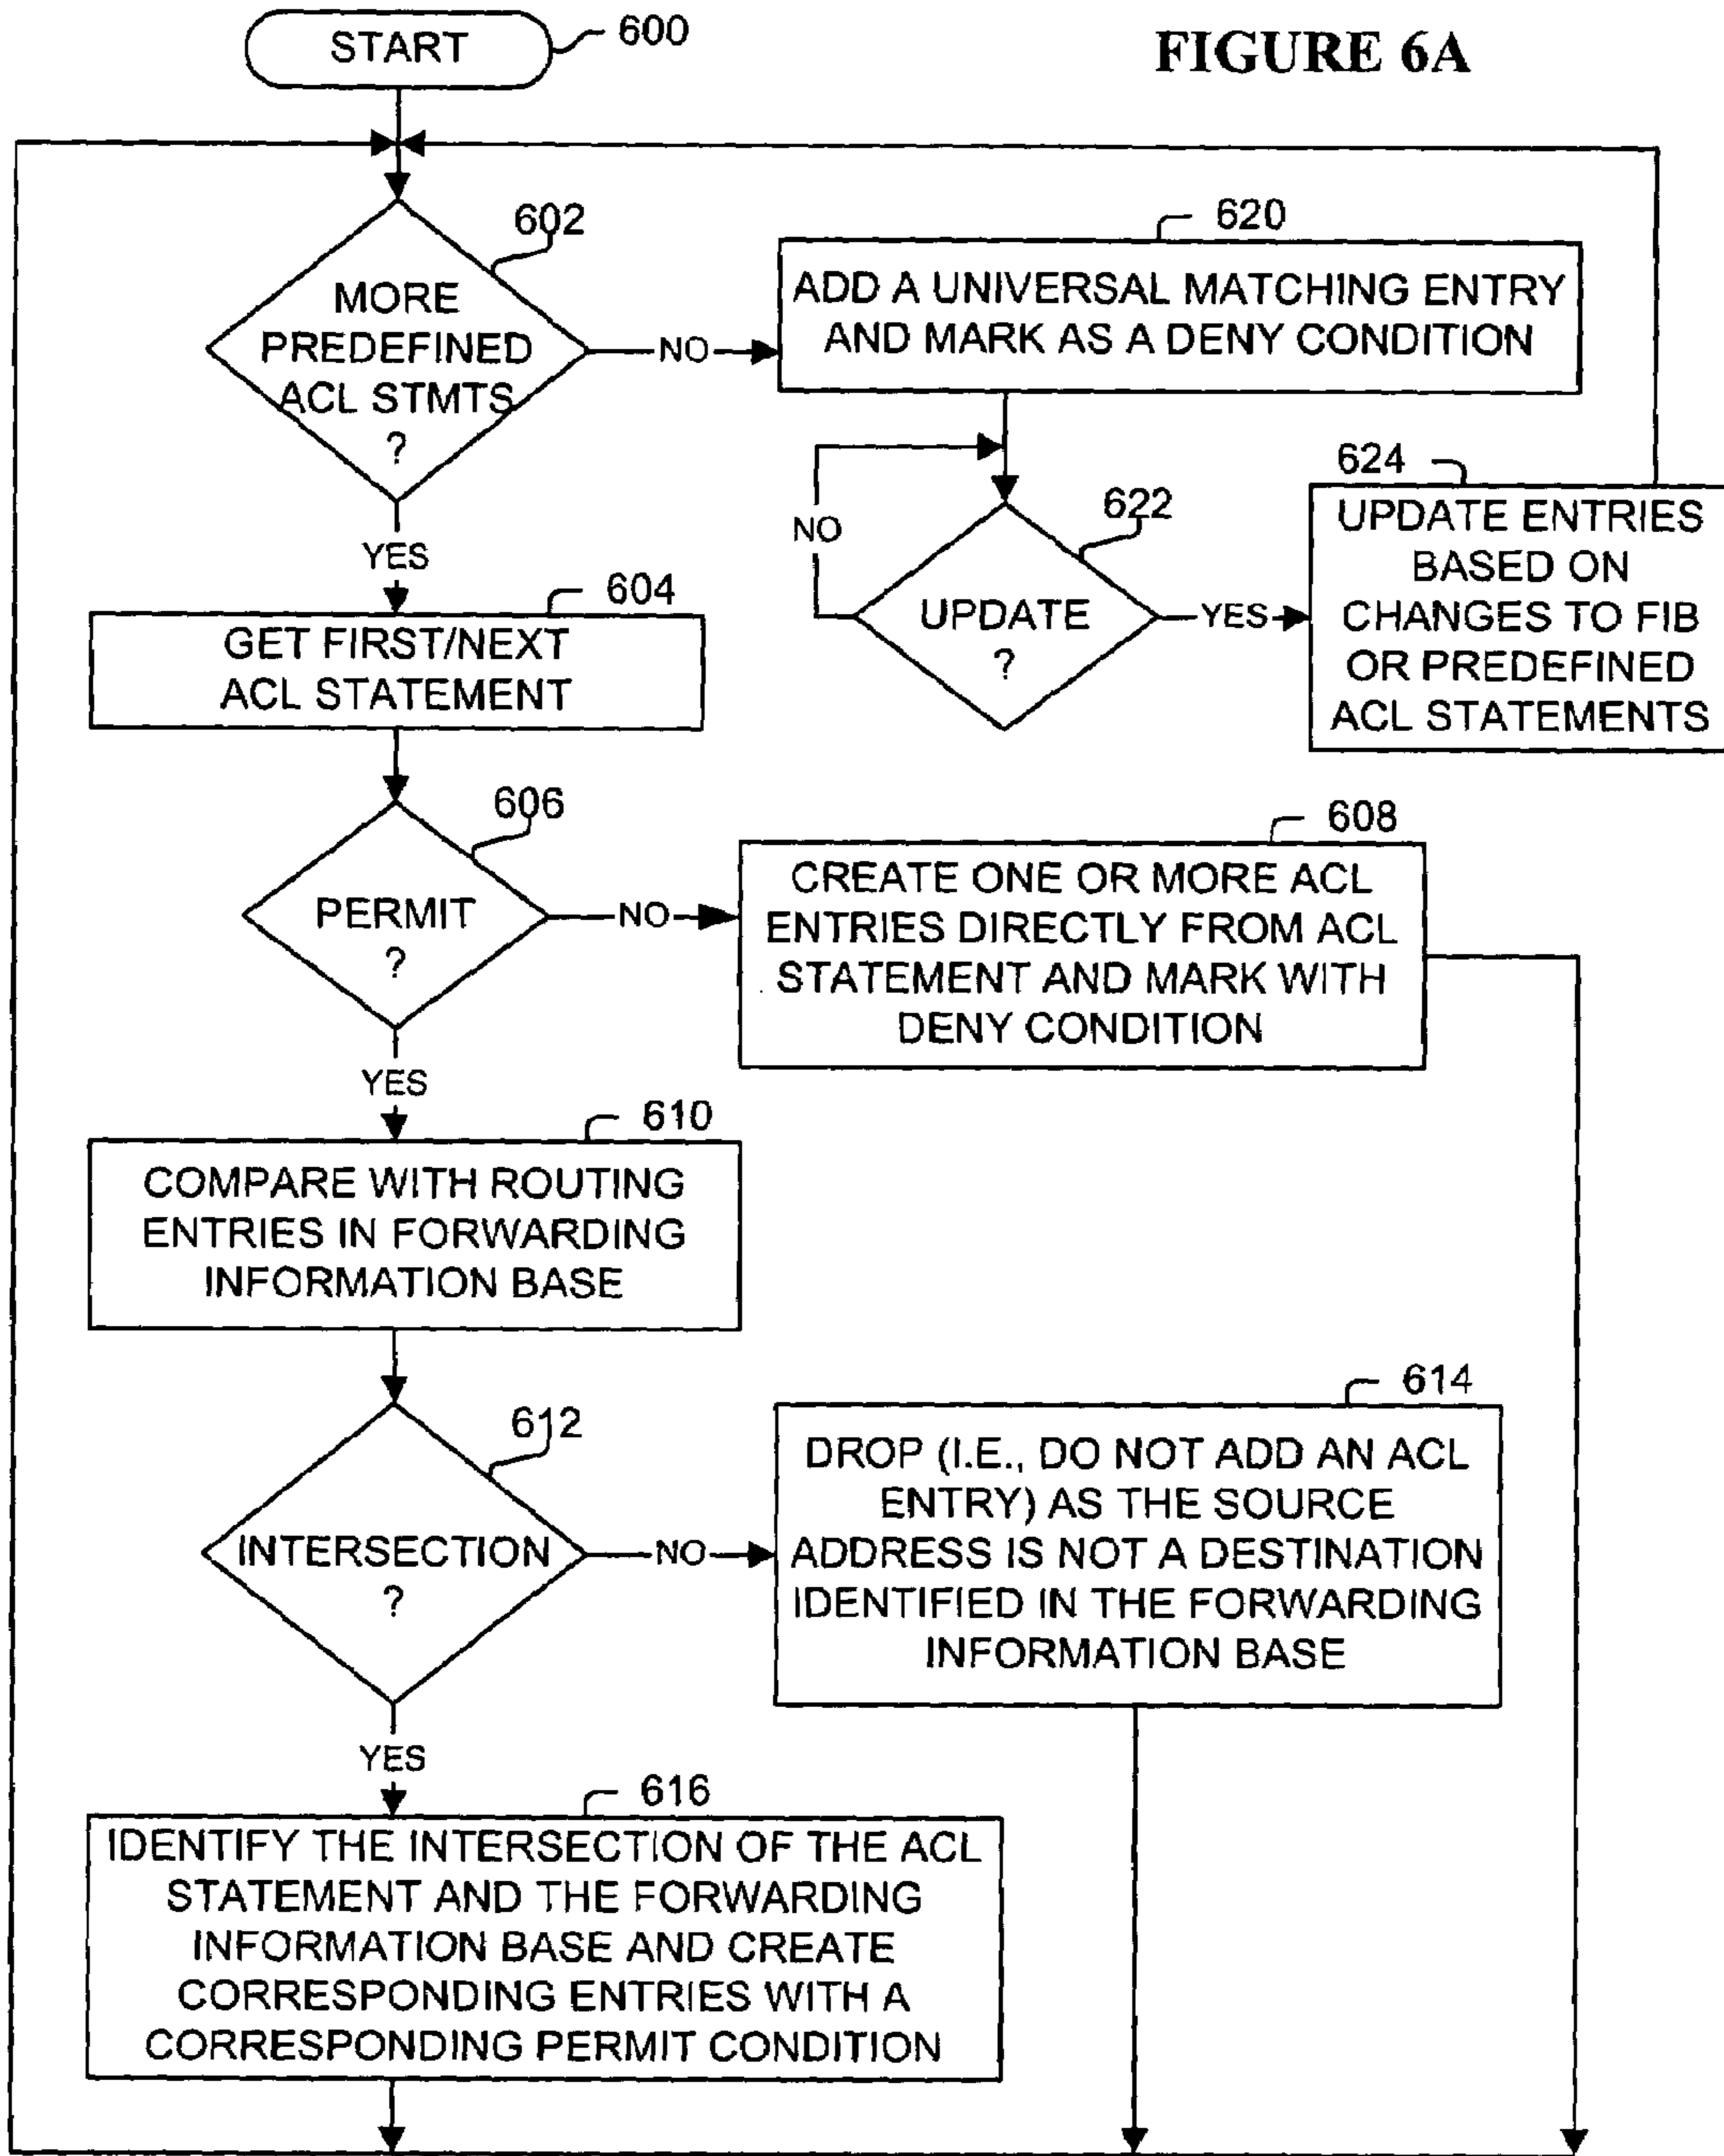 START
600
FIGURE 6A
602
MORE
PREDEFINED
ACL STMTS
?
NO
620
ADD A UNIVERSAL MATCHING ENTRY
AND MARK AS A DENY CONDITION
NO
622
UPDATE
?
YES
624
UPDATE ENTRIES
BASED ON
CHANGES TO FIB
OR PREDEFINED
ACL STATEMENTS
YES
604
GET FIRST/NEXT
ACL STATEMENT
606
PERMIT
?
NO
608
CREATE ONE OR MORE ACL
ENTRIES DIRECTLY FROM ACL
STATEMENT AND MARK WITH
DENY CONDITION
YES
610
COMPARE WITH ROUTING
ENTRIES IN FORWARDING
INFORMATION BASE
612
INTERSECTION
?
NO
614
DROP (I.E., DO NOT ADD AN ACL
ENTRY) AS THE SOURCE
ADDRESS IS NOT A DESTINATION
IDENTIFIED IN THE FORWARDING
INFORMATION BASE
YES
616
IDENTIFY THE INTERSECTION OF THE ACL
STATEMENT AND THE FORWARDING
INFORMATION BASE AND CREATE
CORRESPONDING ENTRIES WITH A
CORRESPONDING PERMIT CONDITION